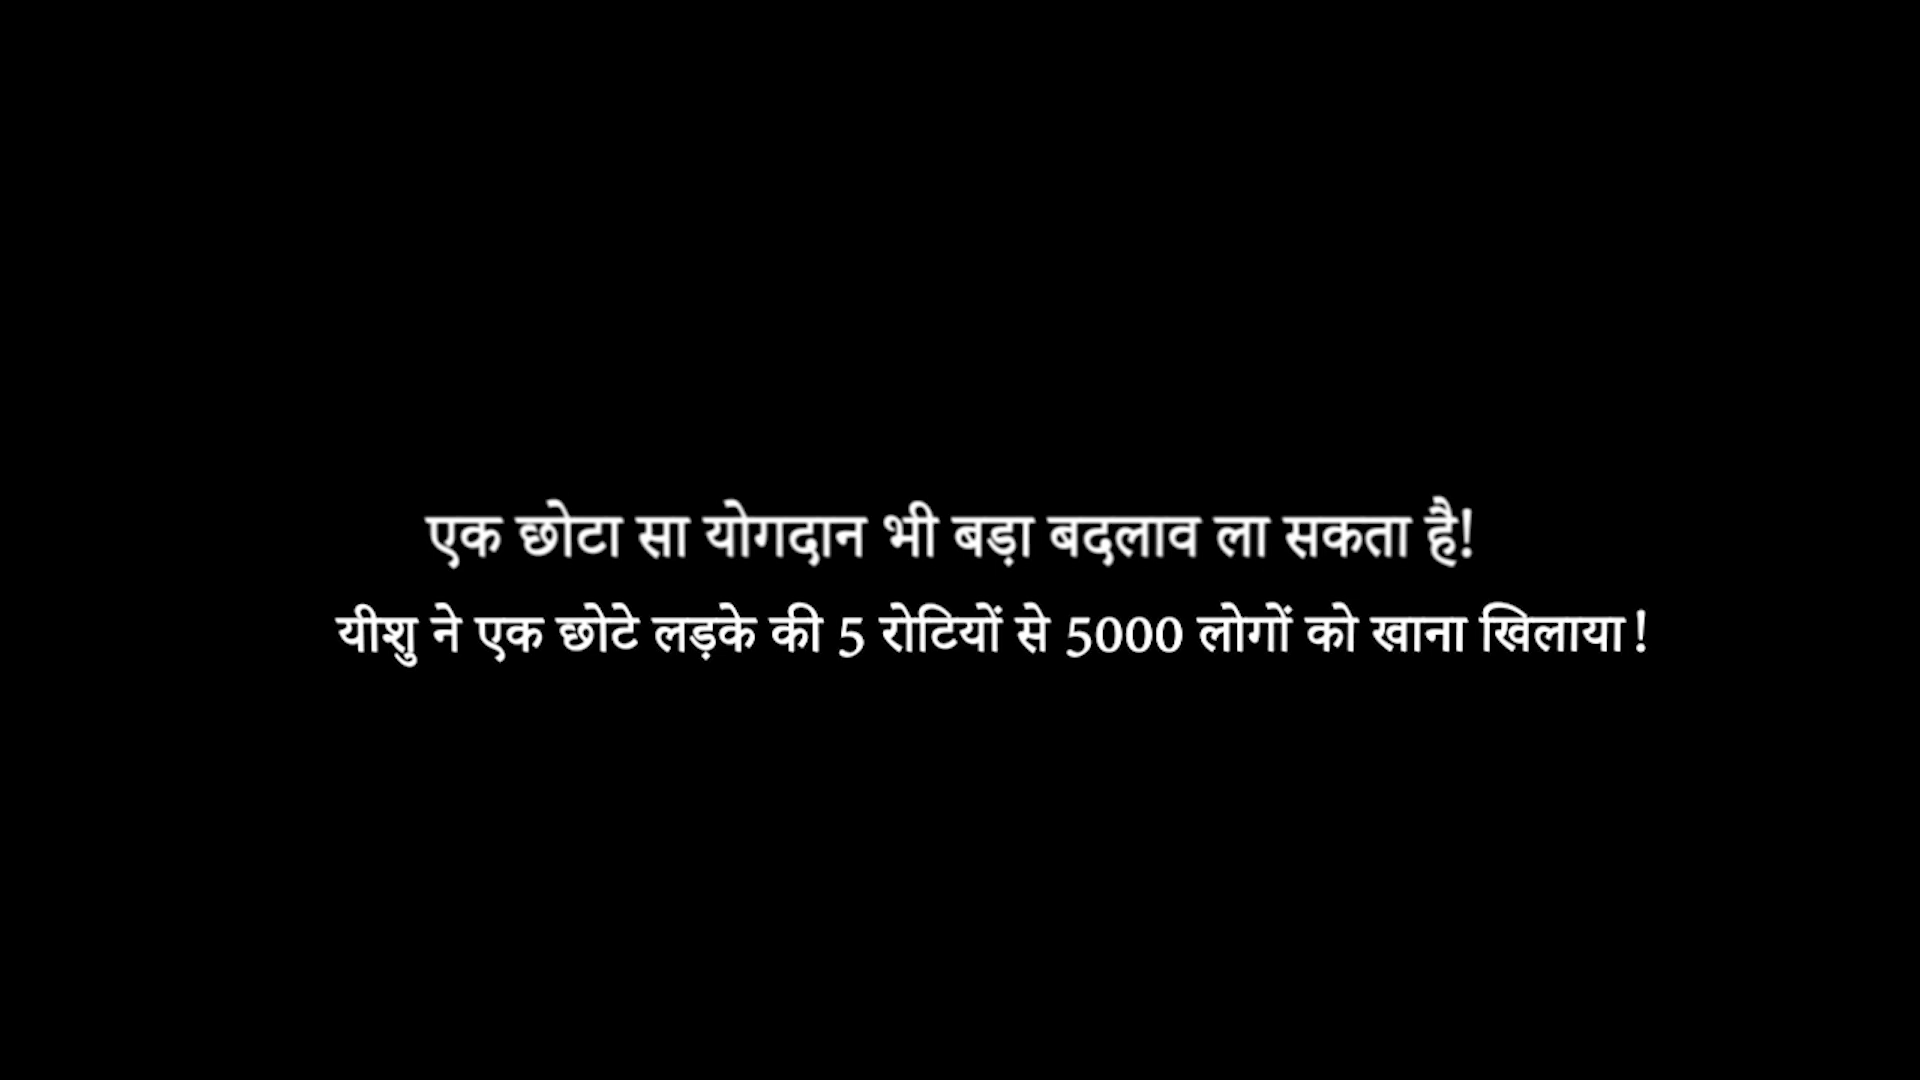 एक छोटा सा योगदान भी बड़ा बदलाव ला सकता है!
यीशु ने एक छोटे लड़के की 5 रोटियों से 5000 लोगों को खाना खिलाया!